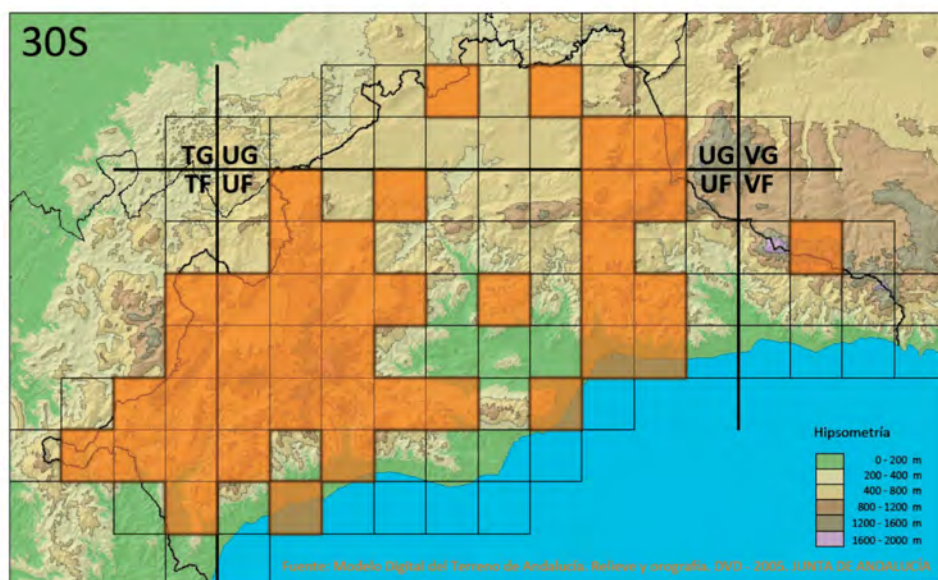 30S
TG UG
TF UF
UG VG
UF VF
Hipsometría
0 - 200 m
200 - 400 m
400 - 800 m
800 - 1200 m
1200 - 1600 m
1600 - 2000 m
Fuente: Modelo Digital del Terreno de Andalucía. Relieve y orografía. DVD - 2005. JUNTA DE ANDALUCÍA